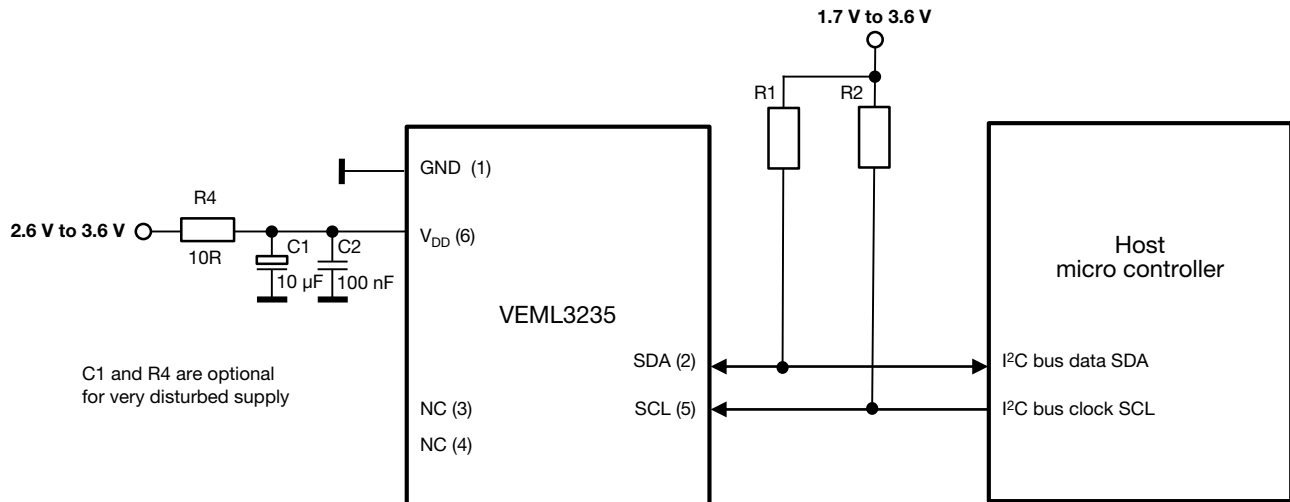 1.7 V to 3.6 V
R1
R2
GND (1)
R4
2.6 V to 3.6 V
10R
C1
10 µF
C2
100 nF
V_DD (6)
VEML3235
Host
micro controller
SDA (2)
I²C bus data SDA
C1 and R4 are optional
for very disturbed supply
NC (3)
SCL (5)
I²C bus clock SCL
NC (4)